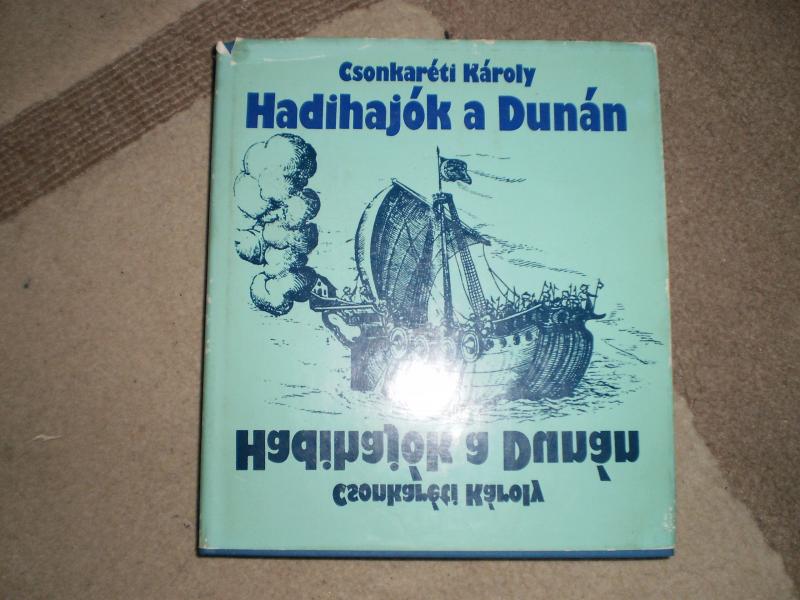 Csonkaréti Károly
Hadihajók a Dunán
Hadihajók a Dunán
Csonkaréti Károly